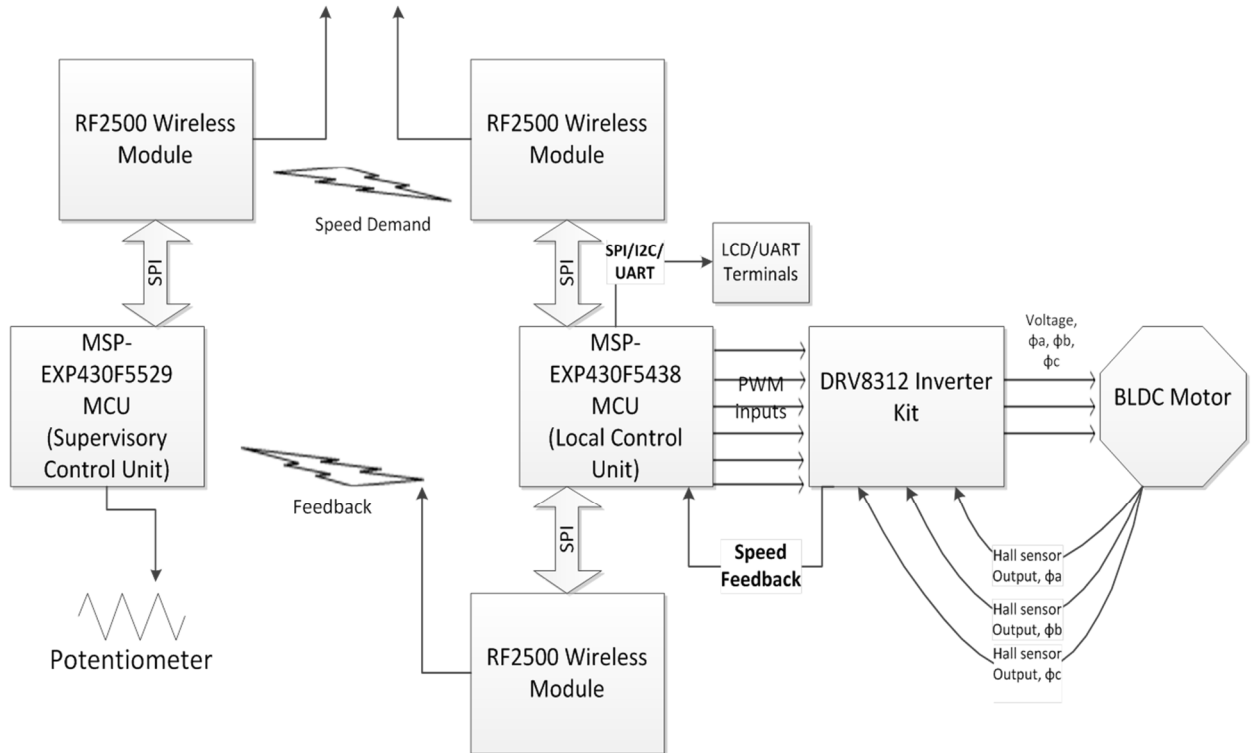 RF2500 Wireless
Module
RF2500 Wireless
Module
Speed Demand
SPI
SPI
SPI/I2C/
UART
LCD/UART
Terminals
MSP-
EXP430F5529
MCU
(Supervisory
Control Unit)
MSP-
EXP430F5438
MCU
(Local Control
Unit)
PWM
Inputs
DRV8312 Inverter
Kit
Voltage,
ϕa, ϕb,
ϕc
BLDC Motor
Feedback
SPI
Speed
Feedback
Hall sensor
Output, ϕa
Hall sensor
Output, ϕb
Hall sensor
Output, ϕc
Potentiometer
RF2500 Wireless
Module